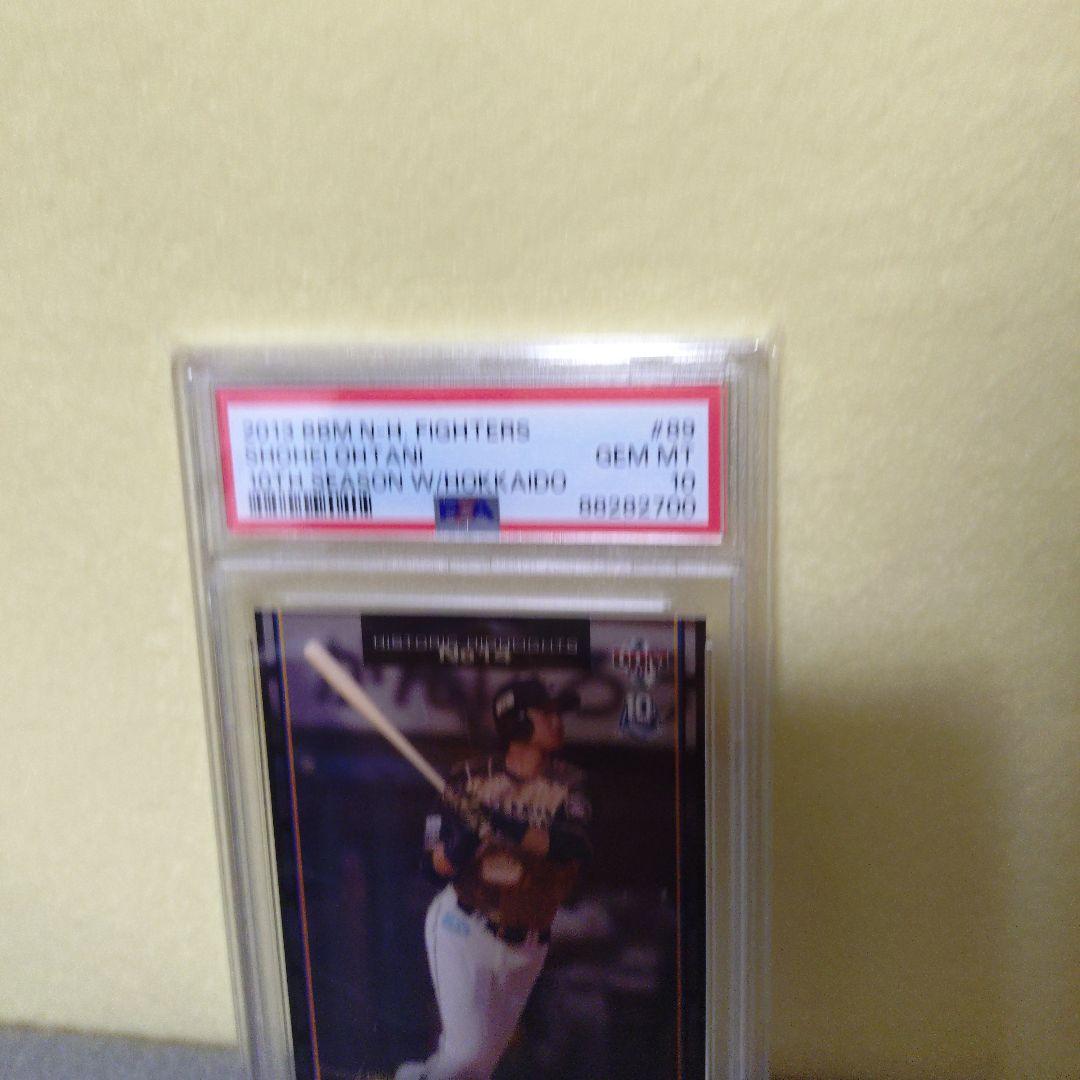 2013 BBM N-H. FIGHTERS #89
SHOHEI OHTANI GEM MT
10TH SEASON W/HOKKAIDO 10
PSA 88282700
HISTORIC HIGHLIGHTS
10